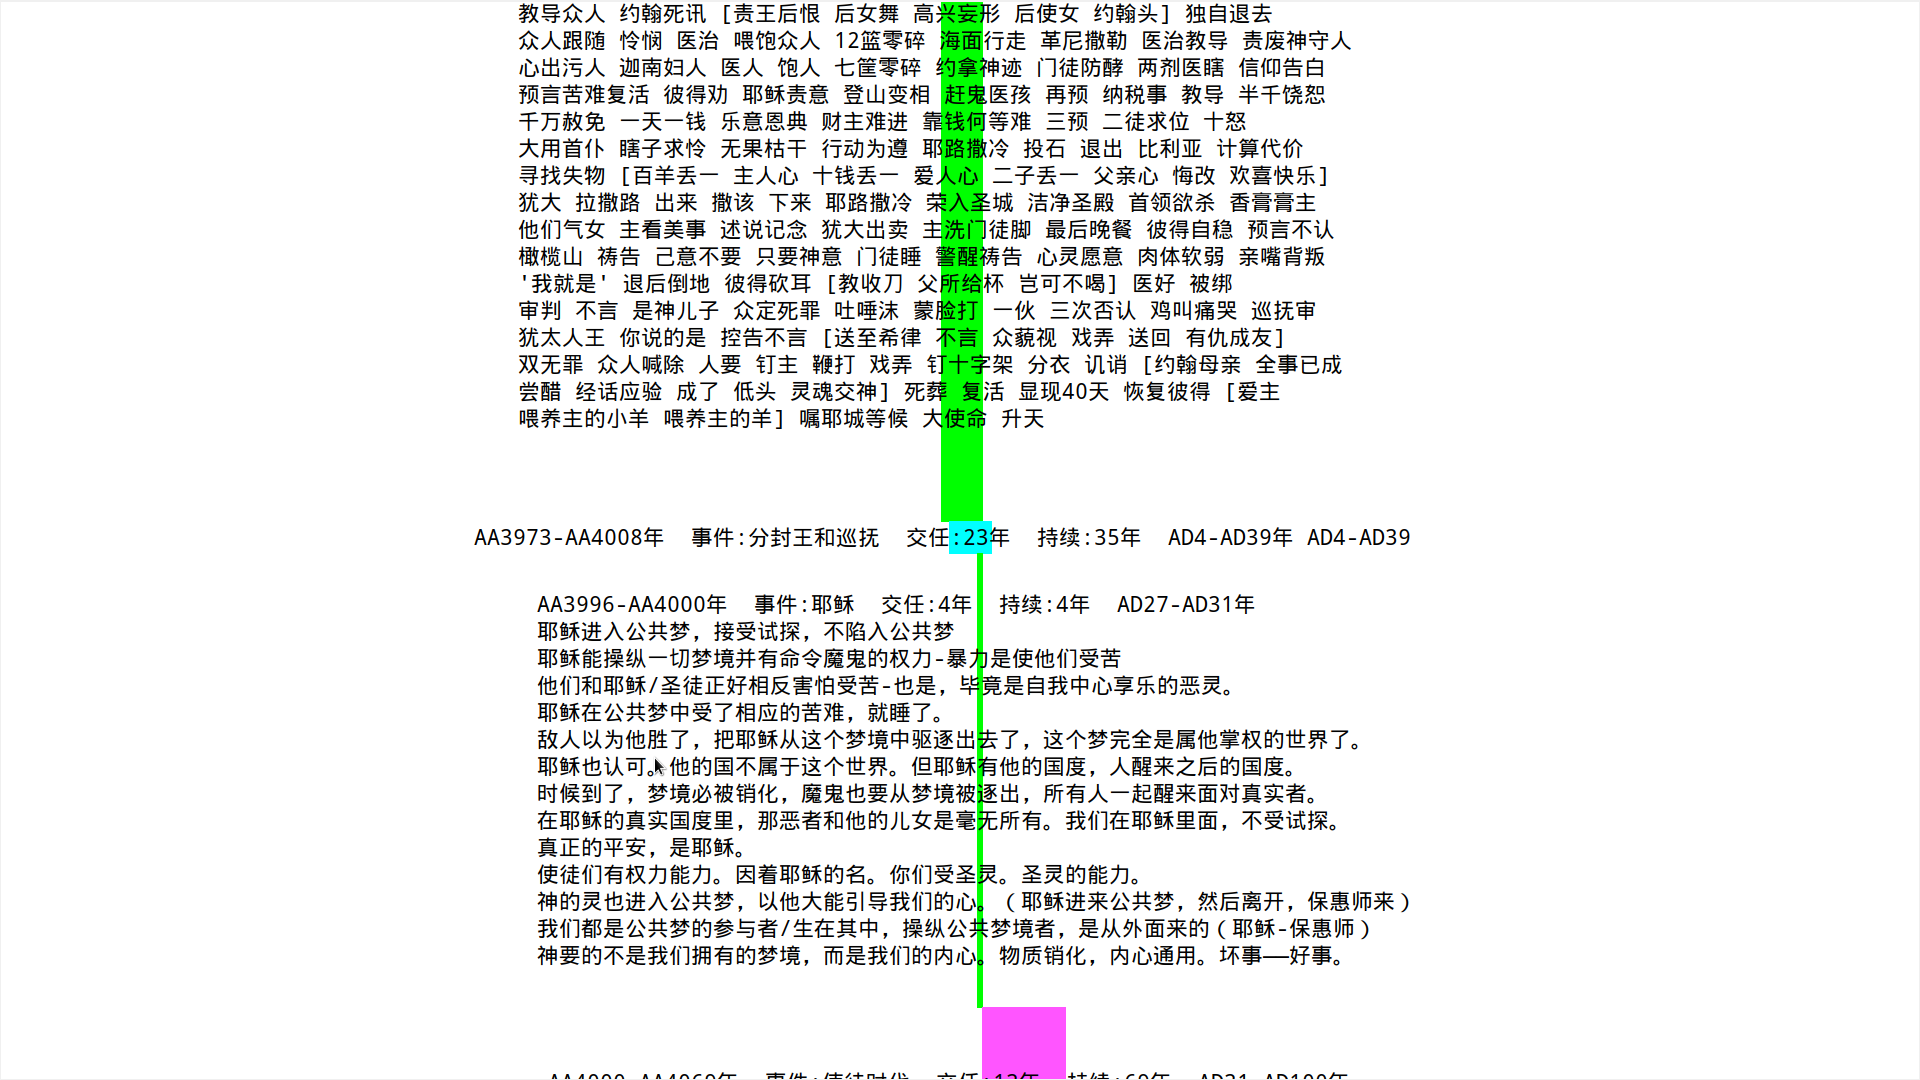 教导众人 约翰死讯 [责王后恨 后女舞 高兴妄形 后使女 约翰头] 独自退去
众人跟随 怜悯 医治 喂饱众人 12篮零碎 海面行走 革尼撒勒 医治教导 责废神守人
心出污人 迦南妇人 医人 饱人 七筐零碎 约拿神迹 门徒防酵 两剂医瞎 信仰告白
预言苦难复活 彼得劝 耶稣责意 登山变相 赶鬼医孩 再预 纳税事 教导 半千饶恕
千万赦免 一天一钱 乐意恩典 财主难进 靠钱何等难 三预 二徒求位 十怒
大用首仆 瞎子求怜 无果枯干 行动为遵 耶路撒冷 投石 退出 比利亚 计算代价
寻找失物 [百羊丢一 主人心 十钱丢一 爱人心 二子丢一 父亲心 悔改 欢喜快乐]
犹大 拉撒路 出来 撒该 下来 耶路撒冷 荣入圣城 洁净圣殿 首领欲杀 香膏膏主
他们气女 主看美事 述说记念 犹大出卖 主洗门徒脚 最后晚餐 彼得自稳 预言不认
橄榄山 祷告 己意不要 只要神意 门徒睡 警醒祷告 心灵愿意 肉体软弱 亲嘴背叛
'我就是' 退后倒地 彼得砍耳 [教收刀 父所给杯 岂可不喝] 医好 被绑
审判 不言 是神儿子 众定死罪 吐唾沫 蒙脸打 一伙 三次否认 鸡叫痛哭 巡抚审
犹太人王 你说的是 控告不言 [送至希律 不言 众藐视 戏弄 送回 有仇成友]
双无罪 众人喊除 人要 钉主 鞭打 戏弄 钉十字架 分衣 讥诮 [约翰母亲 全事已成
尝醋 经话应验 成了 低头 灵魂交神] 死葬 复活 显现40天 恢复彼得 [爱主
喂养主的小羊 喂养主的羊] 嘱耶城等候 大使命 升天
AA3973-AA4008年 事件:分封王和巡抚 交任:23年 持续:35年 AD4-AD39年 AD4-AD39
AA3996-AA4000年 事件:耶稣 交任:4年 持续:4年 AD27-AD31年
耶稣进入公共梦，接受试探，不陷入公共梦
耶稣能操纵一切梦境并有命令魔鬼的权力-暴力是使他们受苦
他们和耶稣/圣徒正好相反害怕受苦-也是，毕竟是自我中心享乐的恶灵。
耶稣在公共梦中受了相应的苦难，就睡了。
敌人以为他胜了，把耶稣从这个梦境中驱逐出去了，这个梦完全是属他掌权的世界了。
耶稣也认可。他的国不属于这个世界。但耶稣有他的国度，人醒来之后的国度。
时候到了，梦境必被销化，魔鬼也要从梦境被逐出，所有人一起醒来面对真实者。
在耶稣的真实国度里，那恶者和他的儿女是毫无所有。我们在耶稣里面，不受试探。
真正的平安，是耶稣。
使徒们有权力能力。因着耶稣的名。你们受圣灵。圣灵的能力。
神的灵也进入公共梦，以他大能引导我们的心。（耶稣进来公共梦，然后离开，保惠师来）
我们都是公共梦的参与者/生在其中，操纵公共梦境者，是从外面来的（耶稣-保惠师）
神要的不是我们拥有的梦境，而是我们的内心。物质销化，内心通用。坏事——好事。
AA4000-AA4069年 事件:使徒时代 交任:12年 持续:69年 AD31-AD100年